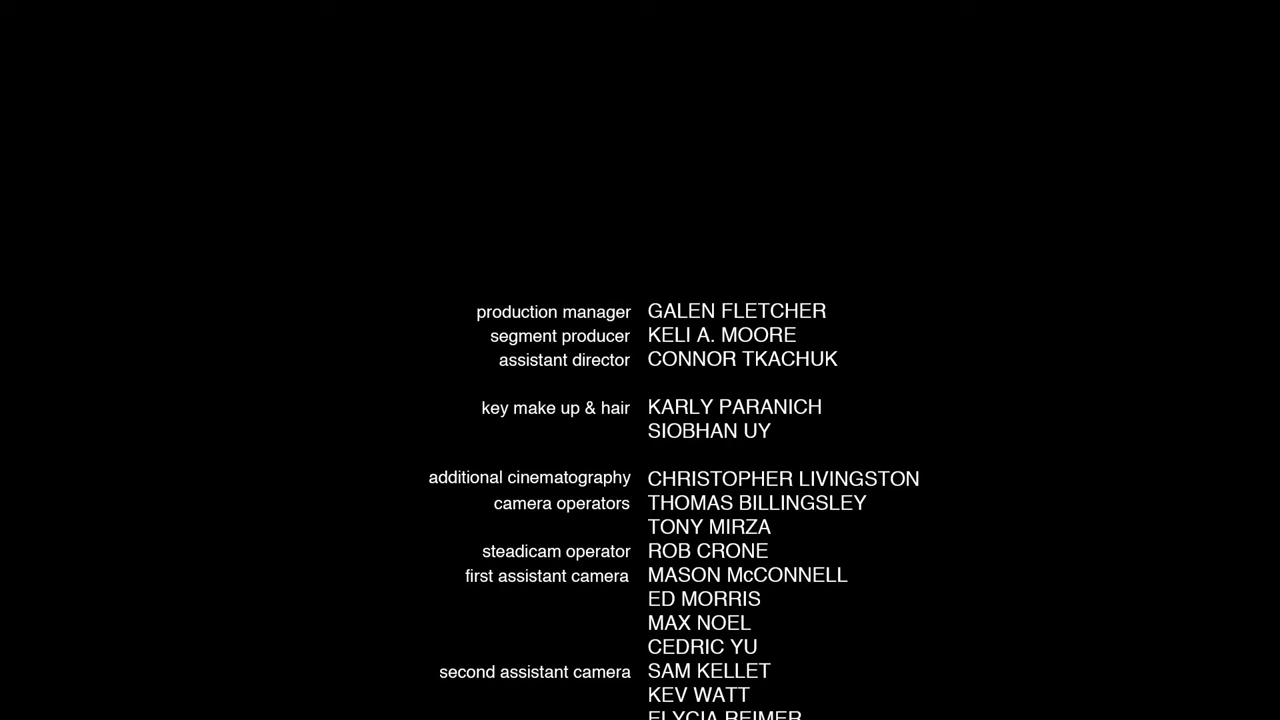 production manager GALEN FLETCHER
segment producer KELI A. MOORE
assistant director CONNOR TKACHUK
key make up & hair KARLY PARANICH
SIOBHAN UY
additional cinematography CHRISTOPHER LIVINGSTON
camera operators THOMAS BILLINGSLEY
TONY MIRZA
steadicam operator ROB CRONE
first assistant camera MASON McCONNELL
ED MORRIS
MAX NOEL
CEDRIC YU
second assistant camera SAM KELLET
KEV WATT
ELYCIA REIMER